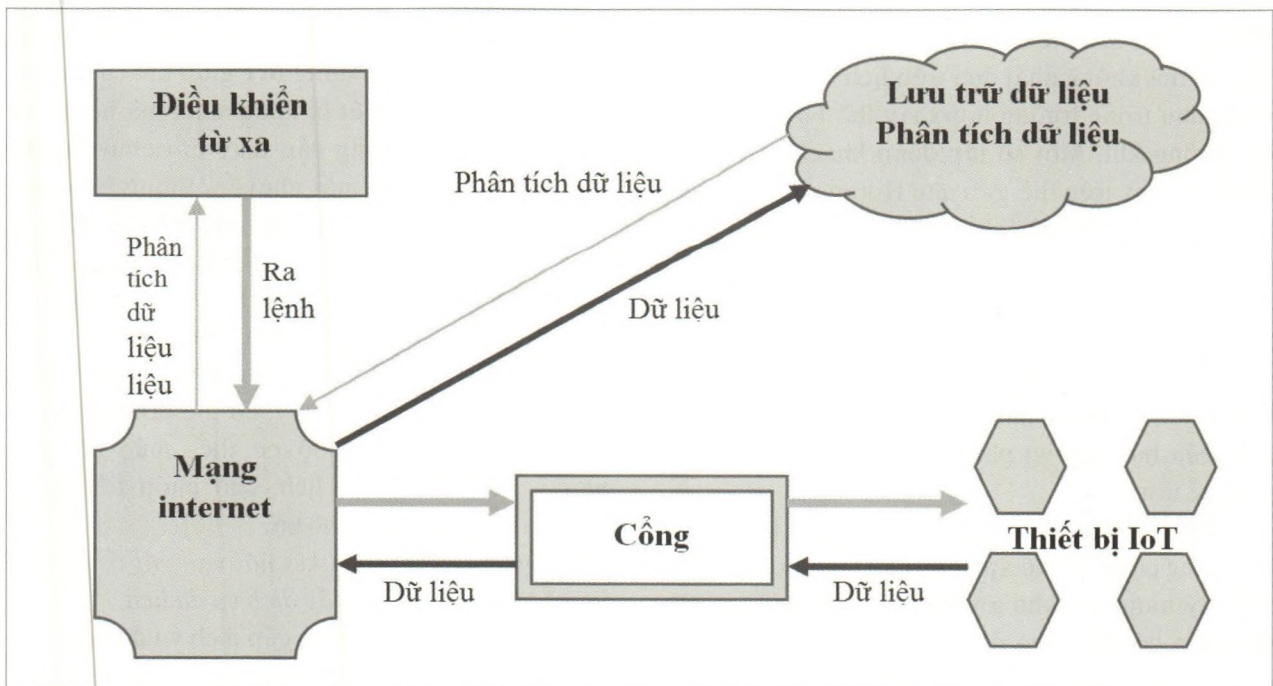 Điều khiển
từ xa
Lưu trữ dữ liệu
Phân tích dữ liệu
Phân tích dữ liệu
Phân
tích
dữ
liệu
liệu
Ra
lệnh
Dữ liệu
Mạng
internet
Cổng
Thiết bị IoT
Dữ liệu
Dữ liệu